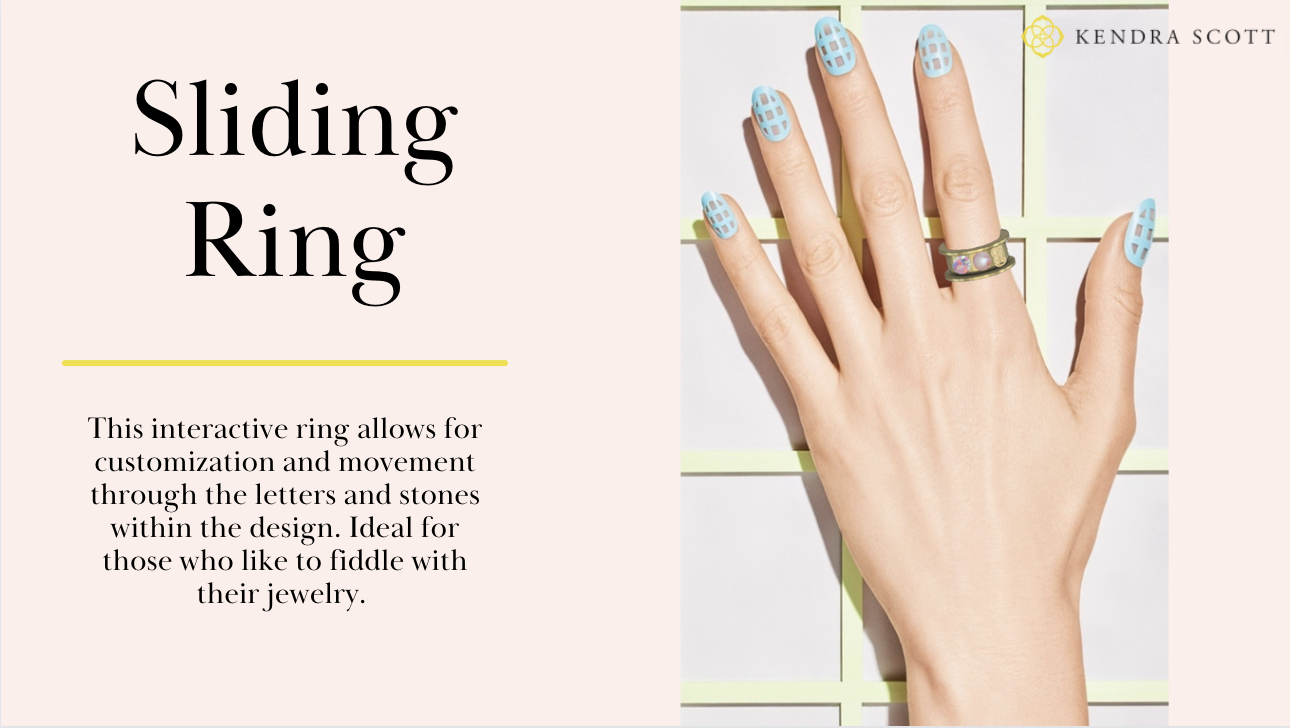 KENDRA SCOTT
Sliding
Ring
This interactive ring allows for
customization and movement
through the letters and stones
within the design. Ideal for
those who like to fiddle with
their jewelry.